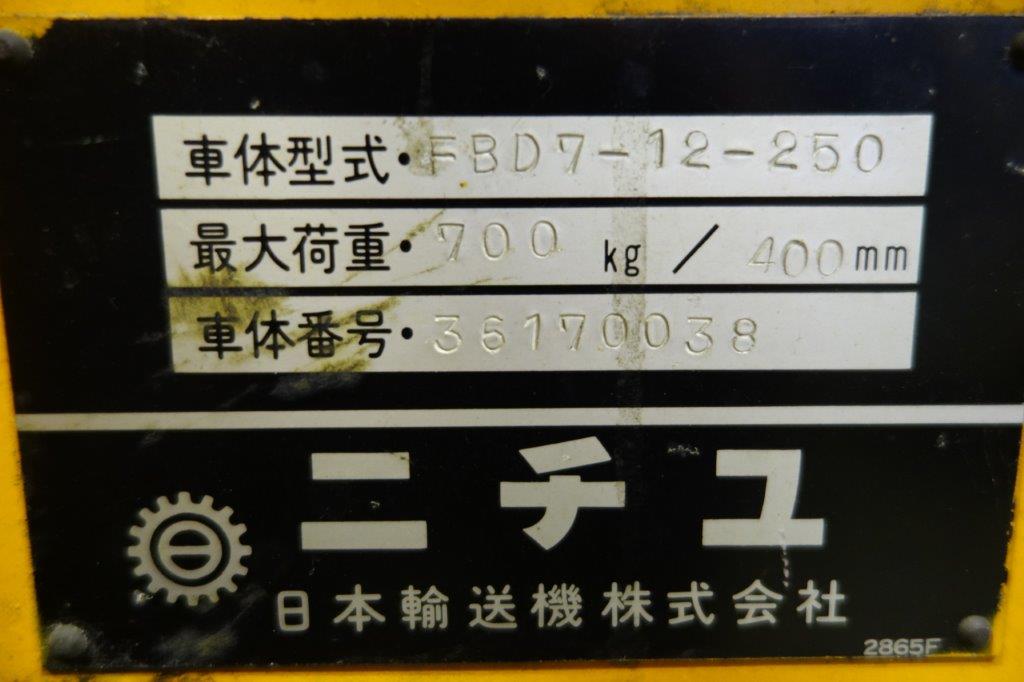 車体型式・FBD7-12-250
最大荷重・700 kg / 400mm
車体番号・36170038
ニチユ
日本輸送機株式会社
2865F